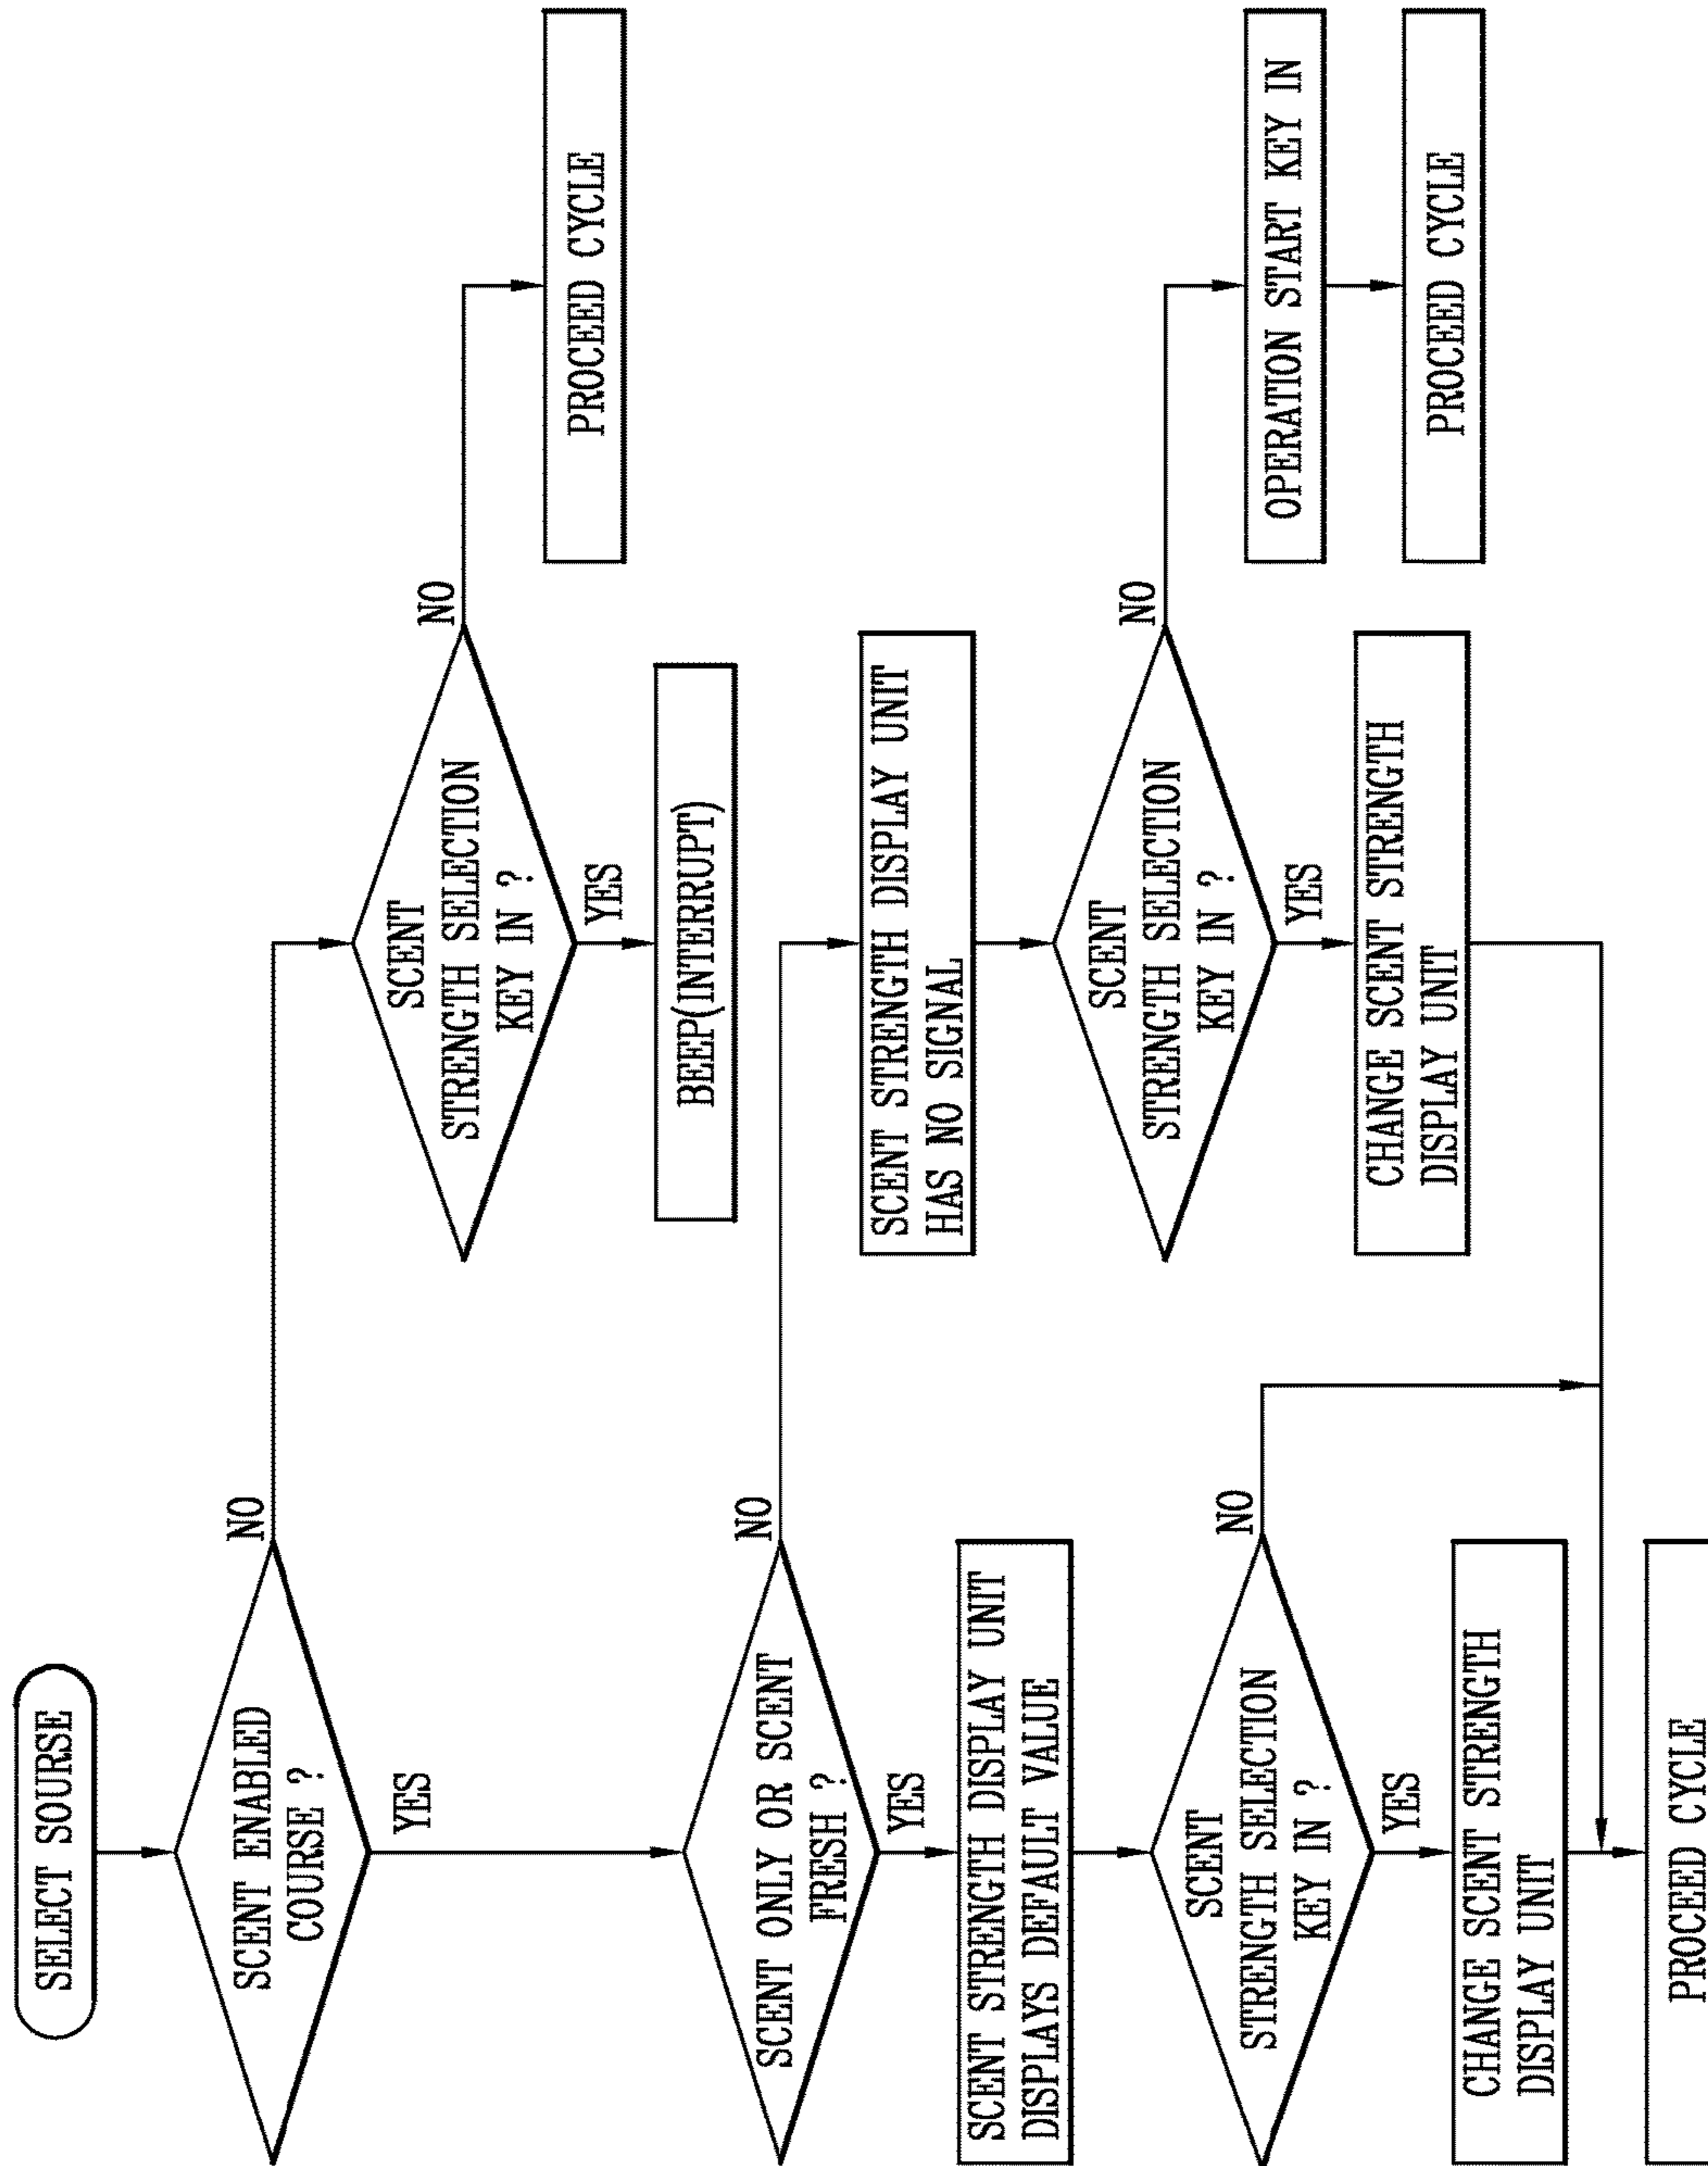 SELECT SOURSE
SCENT ENABLED
COURSE ?
NO
YES
SCENT
STRENGTH SELECTION
KEY IN ?
NO
YES
PROCEED CYCLE
BEEP(INTERRUPT)
SCENT ONLY OR SCENT
FRESH ?
NO
YES
SCENT STRENGTH DISPLAY UNIT
HAS NO SIGNAL
SCENT STRENGTH DISPLAY UNIT
DISPLAYS DEFAULT VALUE
SCENT
STRENGTH SELECTION
KEY IN ?
NO
YES
OPERATION START KEY IN
PROCEED CYCLE
CHANGE SCENT STRENGTH
DISPLAY UNIT
SCENT
STRENGTH SELECTION
KEY IN ?
NO
YES
CHANGE SCENT STRENGTH
DISPLAY UNIT
PROCEED CYCLE